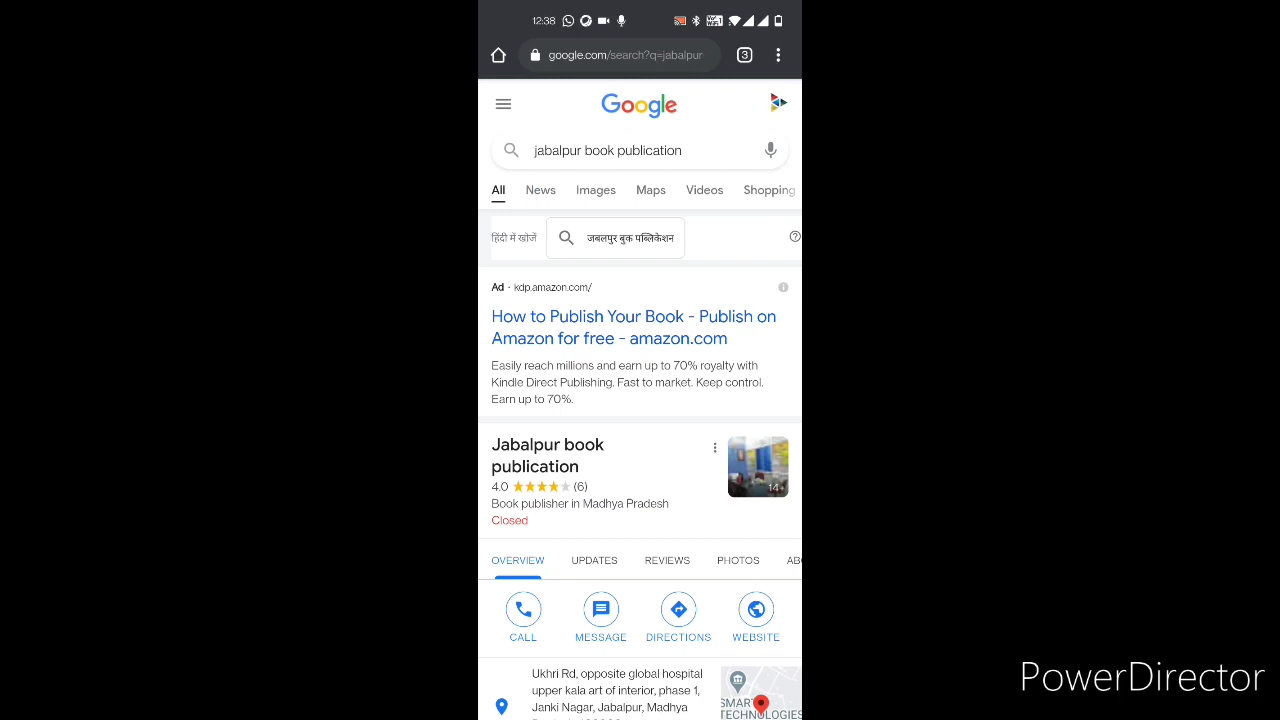 12:38
google.com/search?q=jabalpur
3
Google
jabalpur book publication
All News Images Maps Videos Shopping
हिंदी में खोजें जबलपुर बुक पब्लिकेशन
Ad · kdp.amazon.com/
How to Publish Your Book - Publish on
Amazon for free - amazon.com
Easily reach millions and earn up to 70% royalty with
Kindle Direct Publishing. Fast to market. Keep control.
Earn up to 70%.
Jabalpur book
publication
14+
4.0 (6)
Book publisher in Madhya Pradesh
Closed
OVERVIEW UPDATES REVIEWS PHOTOS AB
CALL MESSAGE DIRECTIONS WEBSITE
Ukhri Rd, opposite global hospital
upper kala art of interior, phase 1,
Janki Nagar, Jabalpur, Madhya
SMART
TECHNOLOGIES
PowerDirector